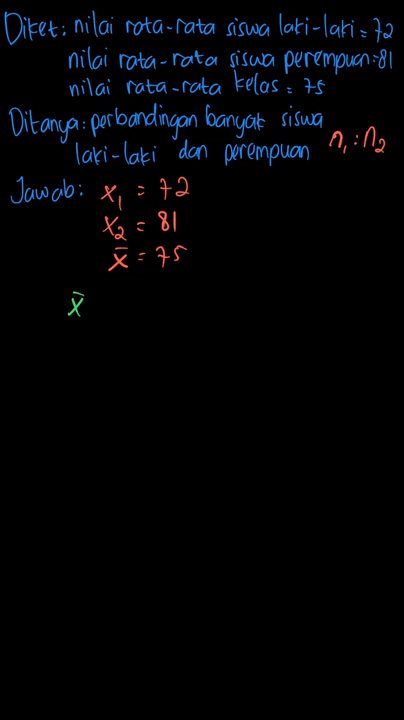 Diket: nilai rata-rata siswa laki-laki = 72
nilai rata-rata siswa perempuan = 81
nilai rata-rata kelas = 75
Ditanya: perbandingan banyak siswa
laki-laki dan perempuan n₁ : n₂
Jawab: x₁ = 72
x₂ = 81
x̄ = 75
x̄